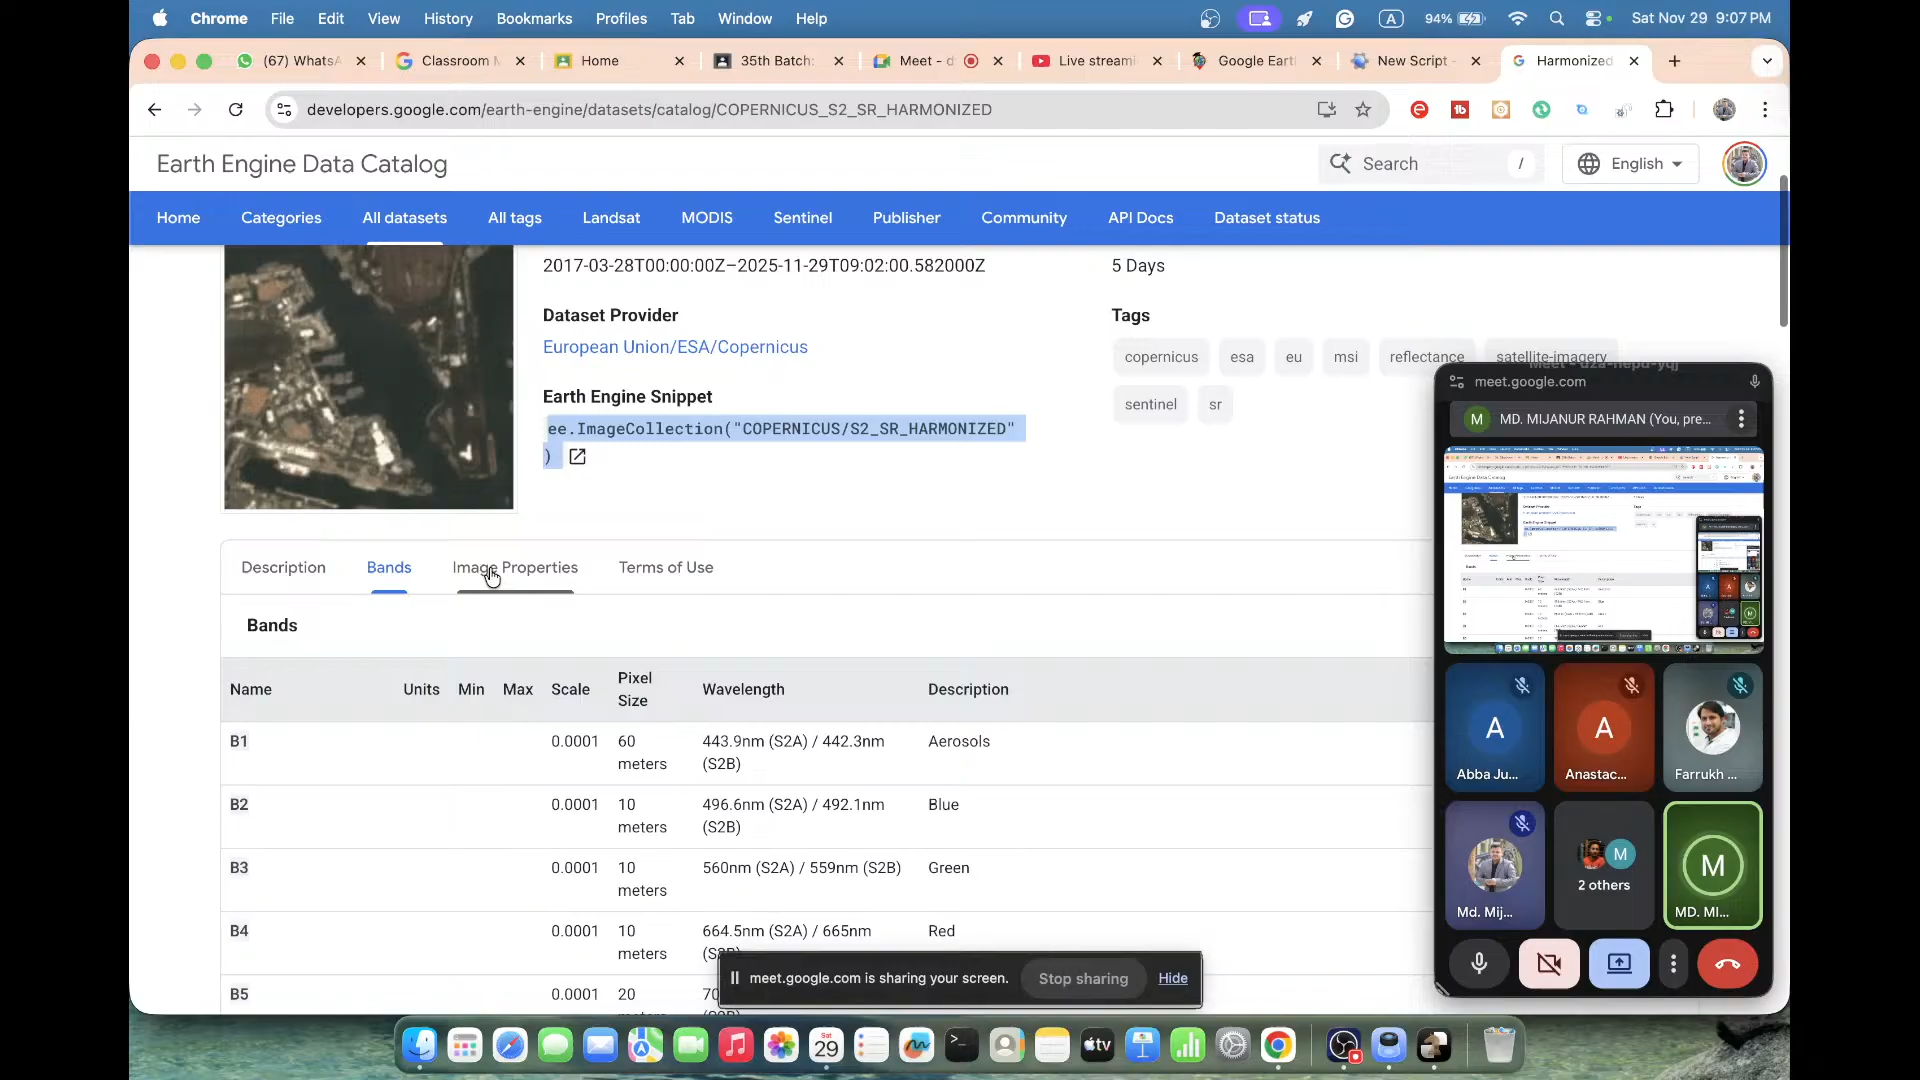 Chrome File Edit View History Bookmarks Profiles Tab Window Help A 94% Sat Nov 29 9:07 PM
(67) WhatsA Classroom M Home 35th Batch: Meet - d Live streami Google Eart New Script - Harmonized
developers.google.com/earth-engine/datasets/catalog/COPERNICUS_S2_SR_HARMONIZED
Earth Engine Data Catalog Search / English
Home Categories All datasets All tags Landsat MODIS Sentinel Publisher Community API Docs Dataset status
2017-03-28T00:00:00Z–2025-11-29T09:02:00.582000Z 5 Days
Dataset Provider Tags
European Union/ESA/Copernicus copernicus esa eu msi reflectance satellite-imagery
Earth Engine Snippet sentinel sr
ee.ImageCollection("COPERNICUS/S2_SR_HARMONIZED"
)
Description Bands Image Properties Terms of Use
Bands
Name Units Min Max Scale Pixel Size Wavelength Description
B1 0.0001 60 meters 443.9nm (S2A) / 442.3nm (S2B) Aerosols
B2 0.0001 10 meters 496.6nm (S2A) / 492.1nm (S2B) Blue
B3 0.0001 10 meters 560nm (S2A) / 559nm (S2B) Green
B4 0.0001 10 meters 664.5nm (S2A) / 665nm Red
B5 0.0001 20
meet.google.com is sharing your screen. Stop sharing Hide
meet.google.com
M MD. MIJANUR RAHMAN (You, pre...
Earth Engine Data Catalog
A A
Abba Ju... Anastac... Farrukh ...
M M
2 others
Md. Mij... MD. MI...
SAT
29
tv